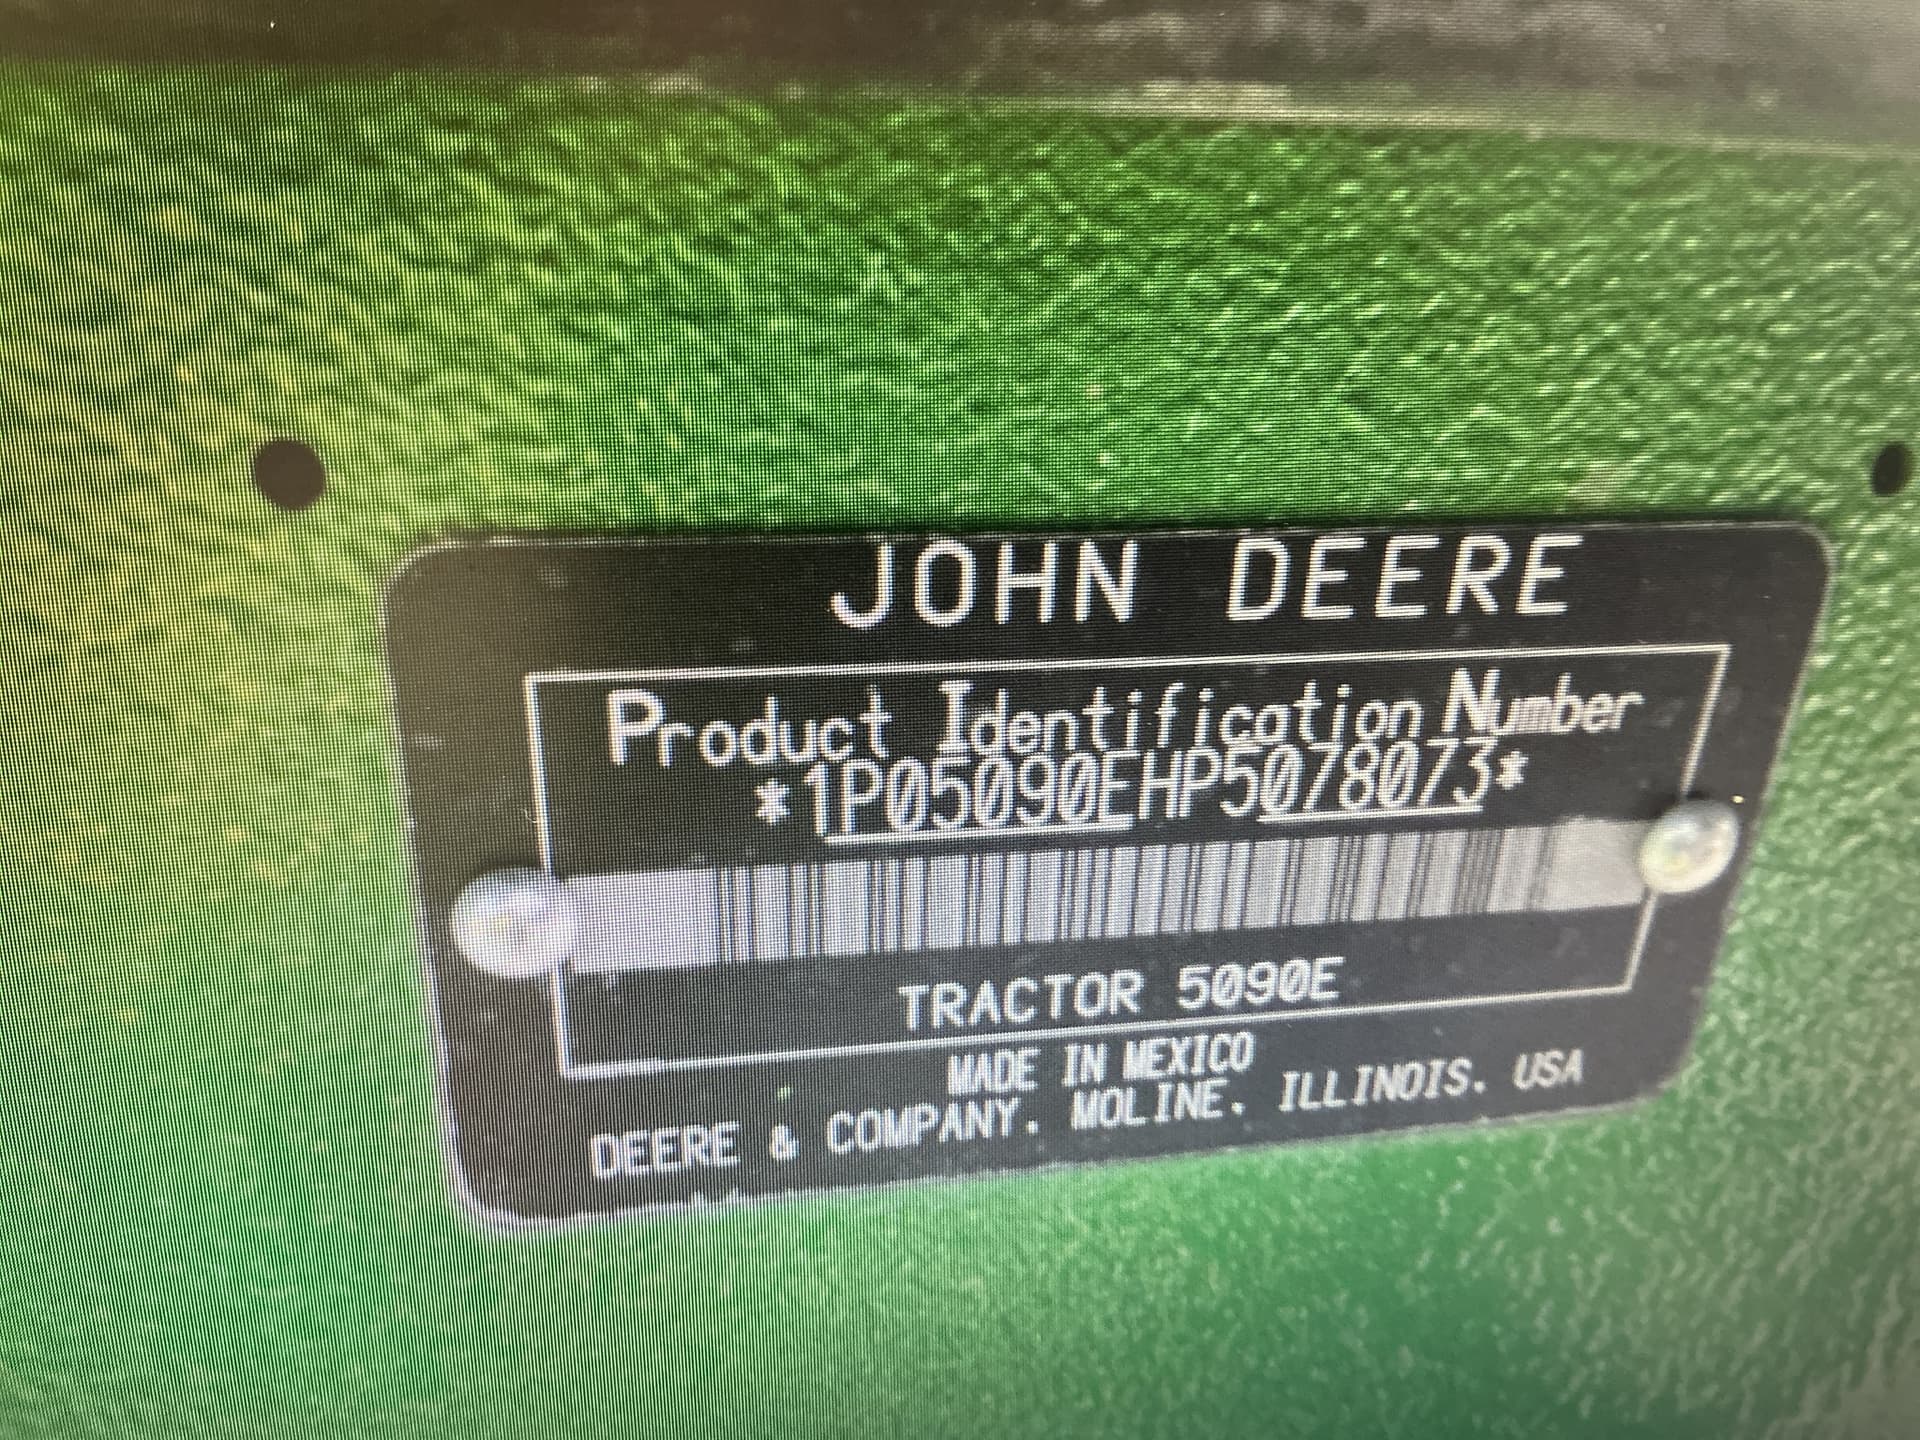 JOHN DEERE
Product Identification Number
*1P05090EHP5078073*
TRACTOR 5090E
MADE IN MEXICO
DEERE & COMPANY. MOLINE. ILLINOIS. USA